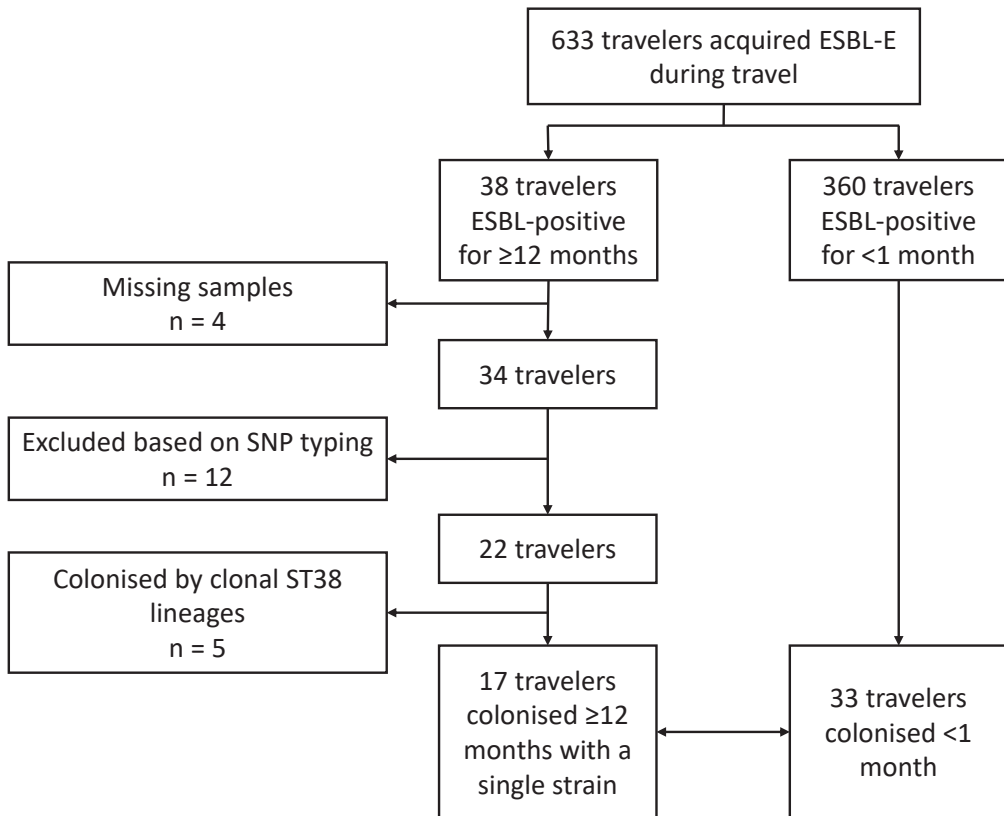 633 travelers acquired ESBL-E
during travel
38 travelers
ESBL-positive
for ≥12 months
360 travelers
ESBL-positive
for <1 month
Missing samples
n = 4
34 travelers
Excluded based on SNP typing
n = 12
22 travelers
Colonised by clonal ST38
lineages
n = 5
17 travelers
colonised ≥12
months with a
single strain
33 travelers
colonised <1
month